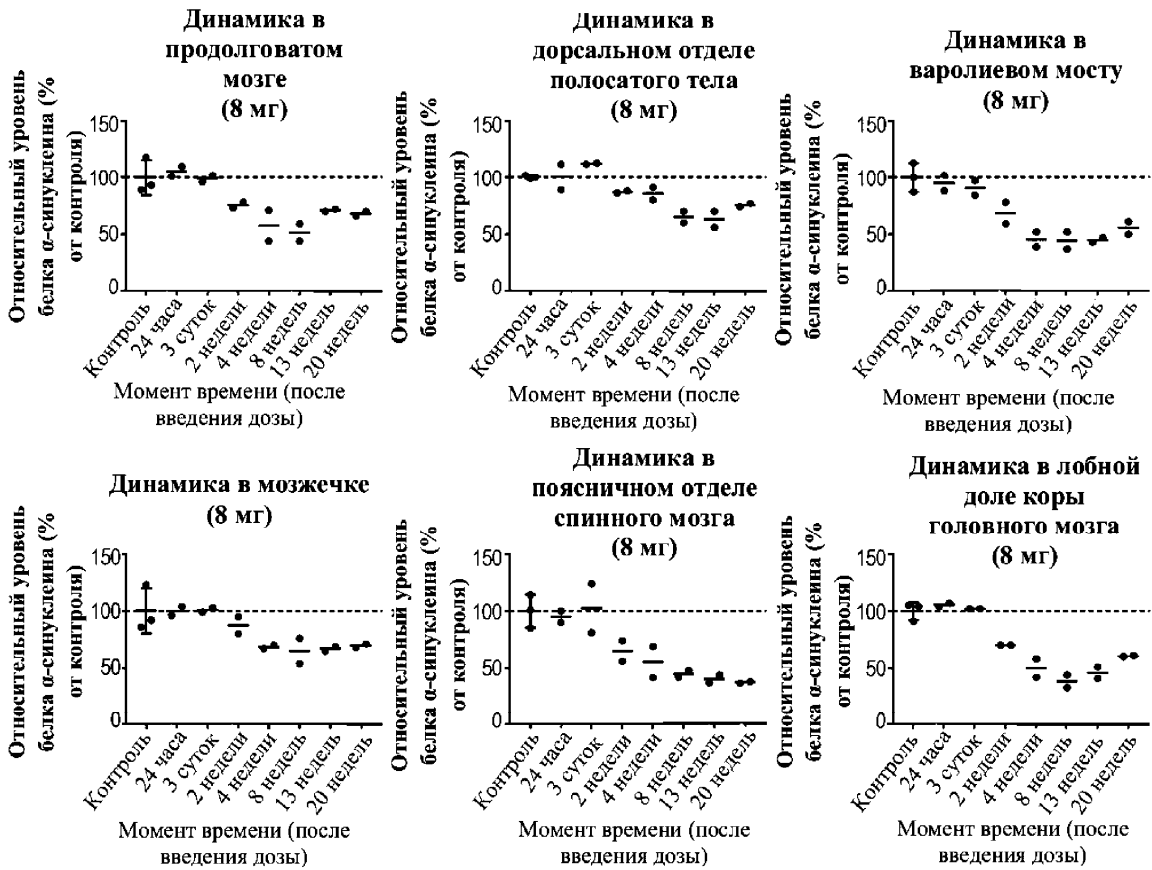 Динамика в
продолговатом
мозге
(8 мг)
Относительный уровень
белка α-синуклеина (%
от контроля)
150
100
50
0
Контроль
24 часа
3 суток
2 недели
4 недели
8 недель
13 недель
20 недель
Момент времени (после
введения дозы)
Динамика в
дорсальном отделе
полосатого тела
(8 мг)
Относительный уровень
белка α-синуклеина (%
от контроля)
150
100
50
0
Контроль
24 часа
3 суток
2 недели
4 недели
8 недель
13 недель
20 недель
Момент времени (после
введения дозы)
Динамика в
варолиевом мосту
(8 мг)
Относительный уровень
белка α-синуклеина (%
от контроля)
150
100
50
0
Контроль
24 часа
3 суток
2 недели
4 недели
8 недель
13 недель
20 недель
Момент времени (после
введения дозы)
Динамика в мозжечке
(8 мг)
Относительный уровень
белка α-синуклеина (%
от контроля)
150
100
50
0
Контроль
24 часа
3 суток
2 недели
4 недели
8 недель
13 недель
20 недель
Момент времени (после
введения дозы)
Динамика в
поясничном отделе
спинного мозга
(8 мг)
Относительный уровень
белка α-синуклеина (%
от контроля)
150
100
50
0
Контроль
24 часа
3 суток
2 недели
4 недели
8 недель
13 недель
20 недель
Момент времени (после
введения дозы)
Динамика в лобной
доле коры
головного мозга
(8 мг)
Относительный уровень
белка α-синуклеина (%
от контроля)
150
100
50
0
Контроль
24 часа
3 суток
2 недели
4 недели
8 недель
13 недель
20 недель
Момент времени (после
введения дозы)